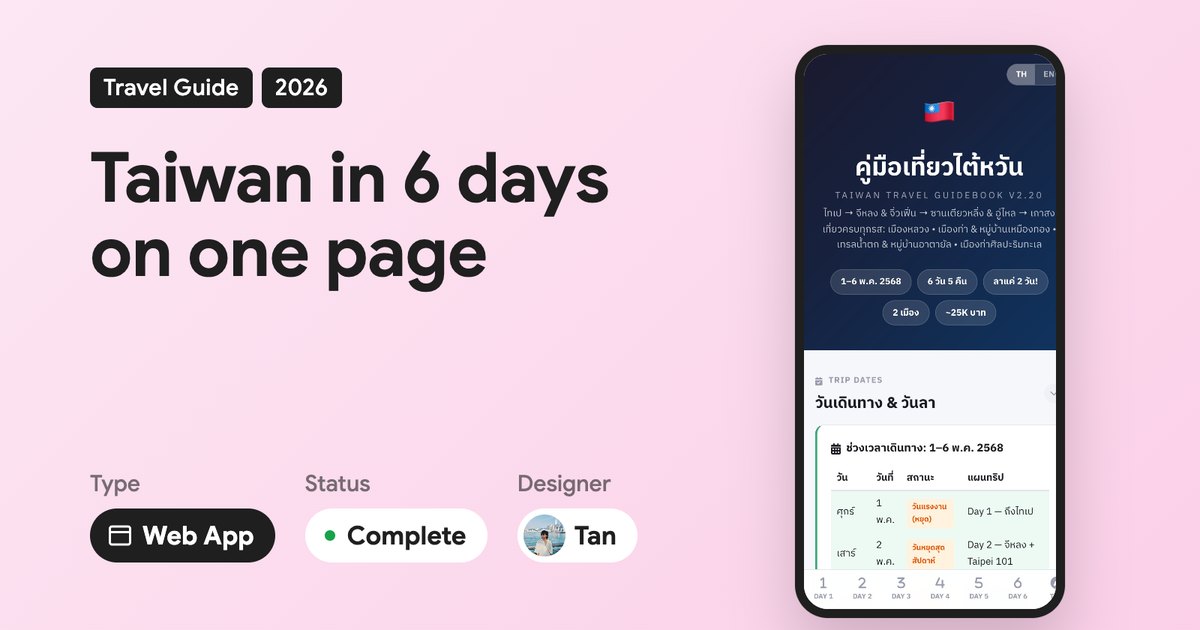 Travel Guide
2026
Taiwan in 6 days
on one page
Type
Status
Designer
Web App
Complete
Tan
TH
EN
คู่มือเที่ยวไต้หวัน
TAIWAN TRAVEL GUIDEBOOK V2.20
ไทเป → จีหลง & จิ่วเฟิ่น → ซานเตียวหลิ่ง & อู่ไหล → เกาสง
เที่ยวครบทุกรส: เมืองหลวง • เมืองท่า & หมู่บ้านเหมืองทอง •
เทรลน้ำตก & หมู่บ้านอาตายัล • เมืองท่าศิลปะริมทะเล
1–6 พ.ค. 2568
6 วัน 5 คืน
ลาแค่ 2 วัน!
2 เมือง
~25K บาท
TRIP DATES
วันเดินทาง & วันลา
ช่วงเวลาเดินทาง: 1–6 พ.ค. 2568
วัน วันที่ สถานะ แผนทริป
ศุกร์ 1 พ.ค. วันแรงงาน (หยุด) Day 1 — ถึงไทเป
เสาร์ 2 พ.ค. วันหยุดสุดสัปดาห์ Day 2 — จีหลง + Taipei 101
1 2 3 4 5 6
DAY 1 DAY 2 DAY 3 DAY 4 DAY 5 DAY 6